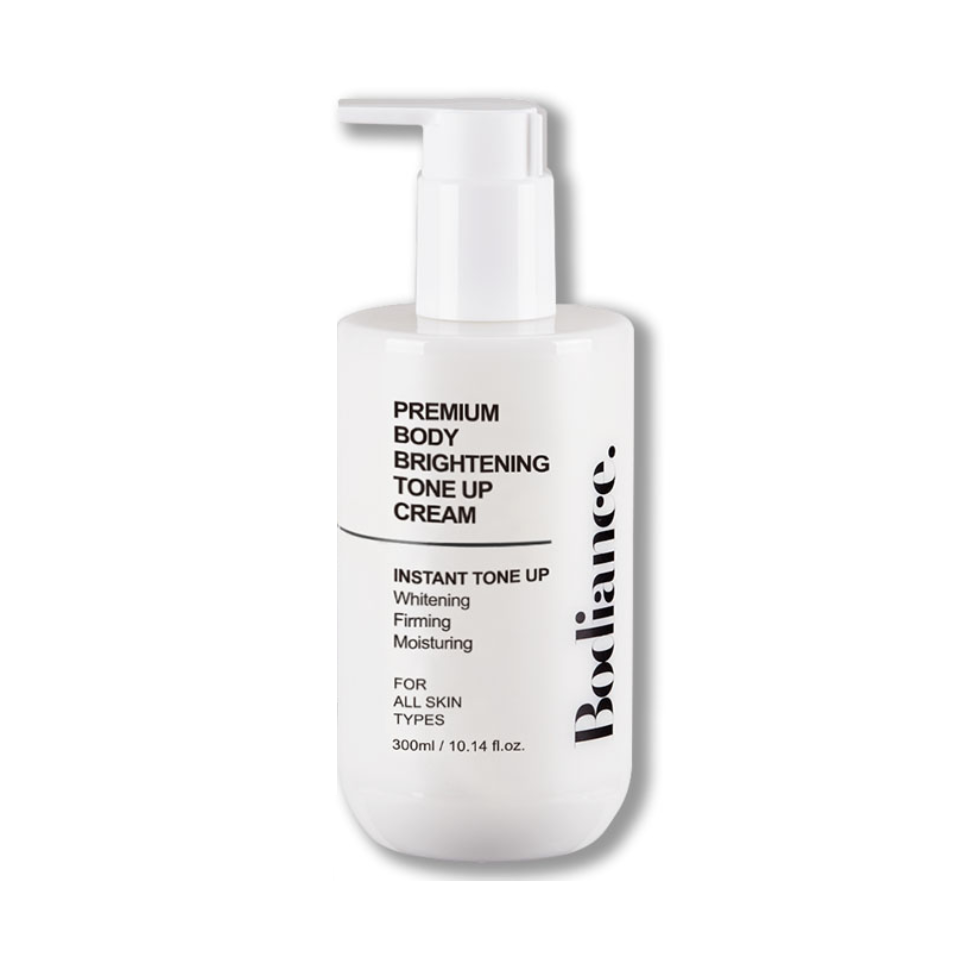 PREMIUM
BODY
BRIGHTENING
TONE UP
CREAM
INSTANT TONE UP
Whitening
Firming
Moisturing
FOR
ALL SKIN
TYPES
300ml / 10.14 fl.oz.
Bodiance.